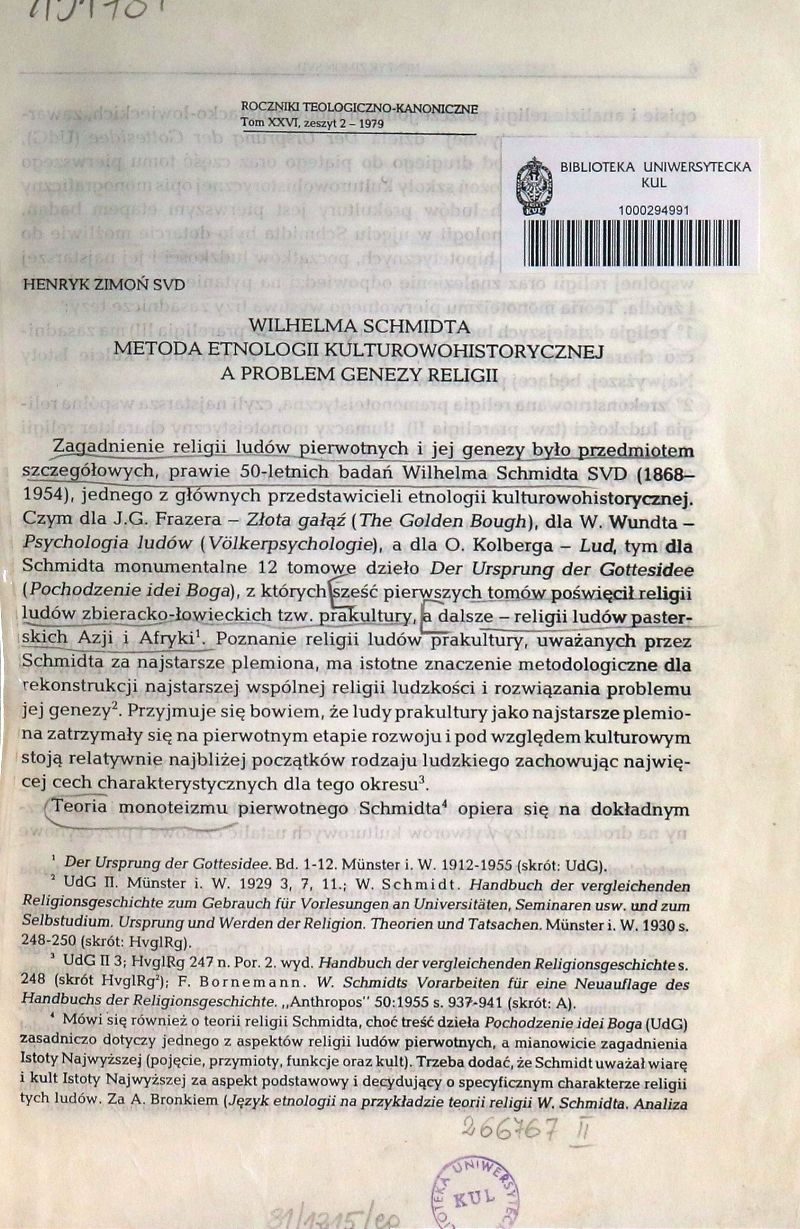 ROCZNIKI TEOLOGICZNO-KANONICZNE
Tom XXVI, zeszyt 2 – 1979
BIBLIOTEKA UNIWERSYTECKA
KUL
1000294991
HENRYK ZIMOŃ SVD
WILHELMA SCHMIDTA
METODA ETNOLOGII KULTUROWOHISTORYCZNEJ
A PROBLEM GENEZY RELIGII
Zagadnienie religii ludów pierwotnych i jej genezy było przedmiotem
szczegółowych, prawie 50-letnich badań Wilhelma Schmidta SVD (1868–
1954), jednego z głównych przedstawicieli etnologii kulturowohistorycznej.
Czym dla J.G. Frazera – Złota gałąź (The Golden Bough), dla W. Wundta –
Psychologia ludów (Völkerpsychologie), a dla O. Kolberga – Lud, tym dla
Schmidta monumentalne 12 tomowe dzieło Der Ursprung der Gottesidee
(Pochodzenie idei Boga), z których sześć pierwszych tomów poświęcił religii
ludów zbieracko-łowieckich tzw. prakultury, a dalsze – religii ludów paster-
skich Azji i Afryki¹. Poznanie religii ludów prakultury, uważanych przez
Schmidta za najstarsze plemiona, ma istotne znaczenie metodologiczne dla
rekonstrukcji najstarszej wspólnej religii ludzkości i rozwiązania problemu
jej genezy². Przyjmuje się bowiem, że ludy prakultury jako najstarsze plemio-
na zatrzymały się na pierwotnym etapie rozwoju i pod względem kulturowym
stoją relatywnie najbliżej początków rodzaju ludzkiego zachowując najwię-
cej cech charakterystycznych dla tego okresu³.
Teoria monoteizmu pierwotnego Schmidta⁴ opiera się na dokładnym
¹ Der Ursprung der Gottesidee. Bd. 1-12. Münster i. W. 1912-1955 (skrót: UdG).
² UdG II. Münster i. W. 1929 3, 7, 11.; W. Schmidt. Handbuch der vergleichenden
Religionsgeschichte zum Gebrauch für Vorlesungen an Universitäten, Seminaren usw. und zum
Selbstudium. Ursprung und Werden der Religion. Theorien und Tatsachen. Münster i. W. 1930 s.
248-250 (skrót: HvglRg).
³ UdG II 3; HvglRg 247 n. Por. 2. wyd. Handbuch der vergleichenden Religionsgeschichte s.
248 (skrót HvglRg²); F. Bornemann. W. Schmidts Vorarbeiten für eine Neuauflage des
Handbuchs der Religionsgeschichte. „Anthropos" 50:1955 s. 937-941 (skrót: A).
⁴ Mówi się również o teorii religii Schmidta, choć treść dzieła Pochodzenie idei Boga (UdG)
zasadniczo dotyczy jednego z aspektów religii ludów pierwotnych, a mianowicie zagadnienia
Istoty Najwyższej (pojęcie, przymioty, funkcje oraz kult). Trzeba dodać, że Schmidt uważał wiarę
i kult Istoty Najwyższej za aspekt podstawowy i decydujący o specyficznym charakterze religii
tych ludów. Za A. Bronkiem (Język etnologii na przykładzie teorii religii W. Schmidta. Analiza
266767 II
KUL